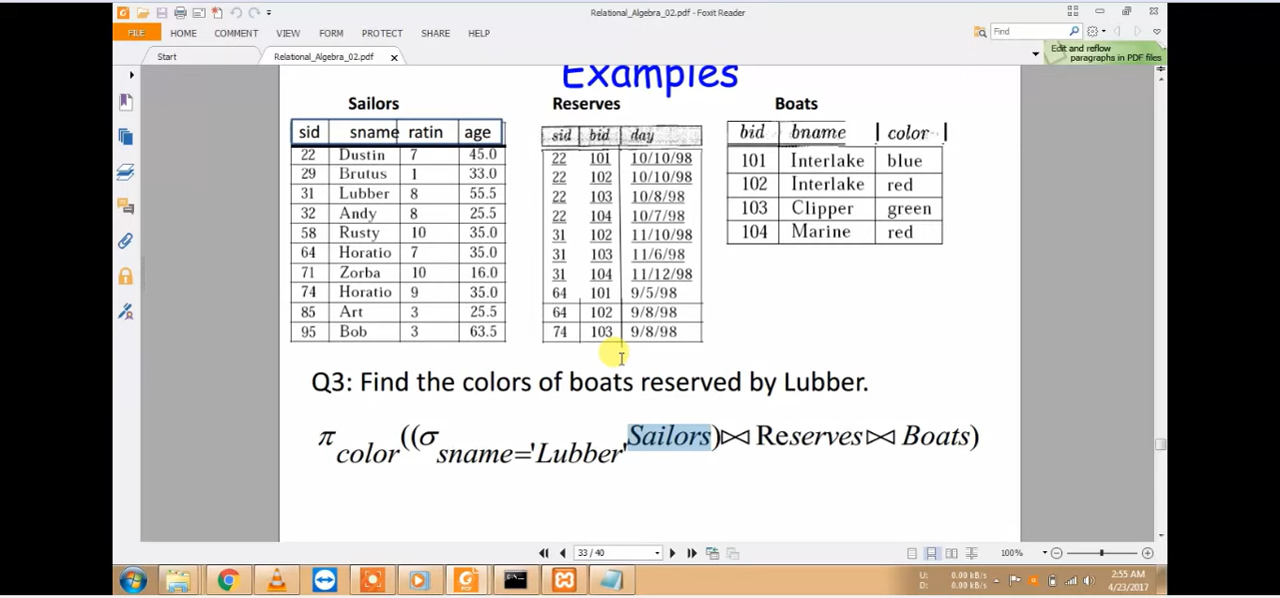 Relational_Algebra_02.pdf - Foxit Reader
FILE HOME COMMENT VIEW FORM PROTECT SHARE HELP Find
Start Relational_Algebra_02.pdf Edit and reflow
paragraphs in PDF files
Examples
Sailors Reserves Boats
sid sname ratin age
22 Dustin 7 45.0
29 Brutus 1 33.0
31 Lubber 8 55.5
32 Andy 8 25.5
58 Rusty 10 35.0
64 Horatio 7 35.0
71 Zorba 10 16.0
74 Horatio 9 35.0
85 Art 3 25.5
95 Bob 3 63.5
sid bid day
22 101 10/10/98
22 102 10/10/98
22 103 10/8/98
22 104 10/7/98
31 102 11/10/98
31 103 11/6/98
31 104 11/12/98
64 101 9/5/98
64 102 9/8/98
74 103 9/8/98
bid bname color
101 Interlake blue
102 Interlake red
103 Clipper green
104 Marine red
Q3: Find the colors of boats reserved by Lubber.
π color((σ sname='Lubber' Sailors)⋈ Reserves⋈ Boats)
33 / 40 100%
U: 0.00 kB/s
D: 0.00 kB/s
2:55 AM
4/23/2017